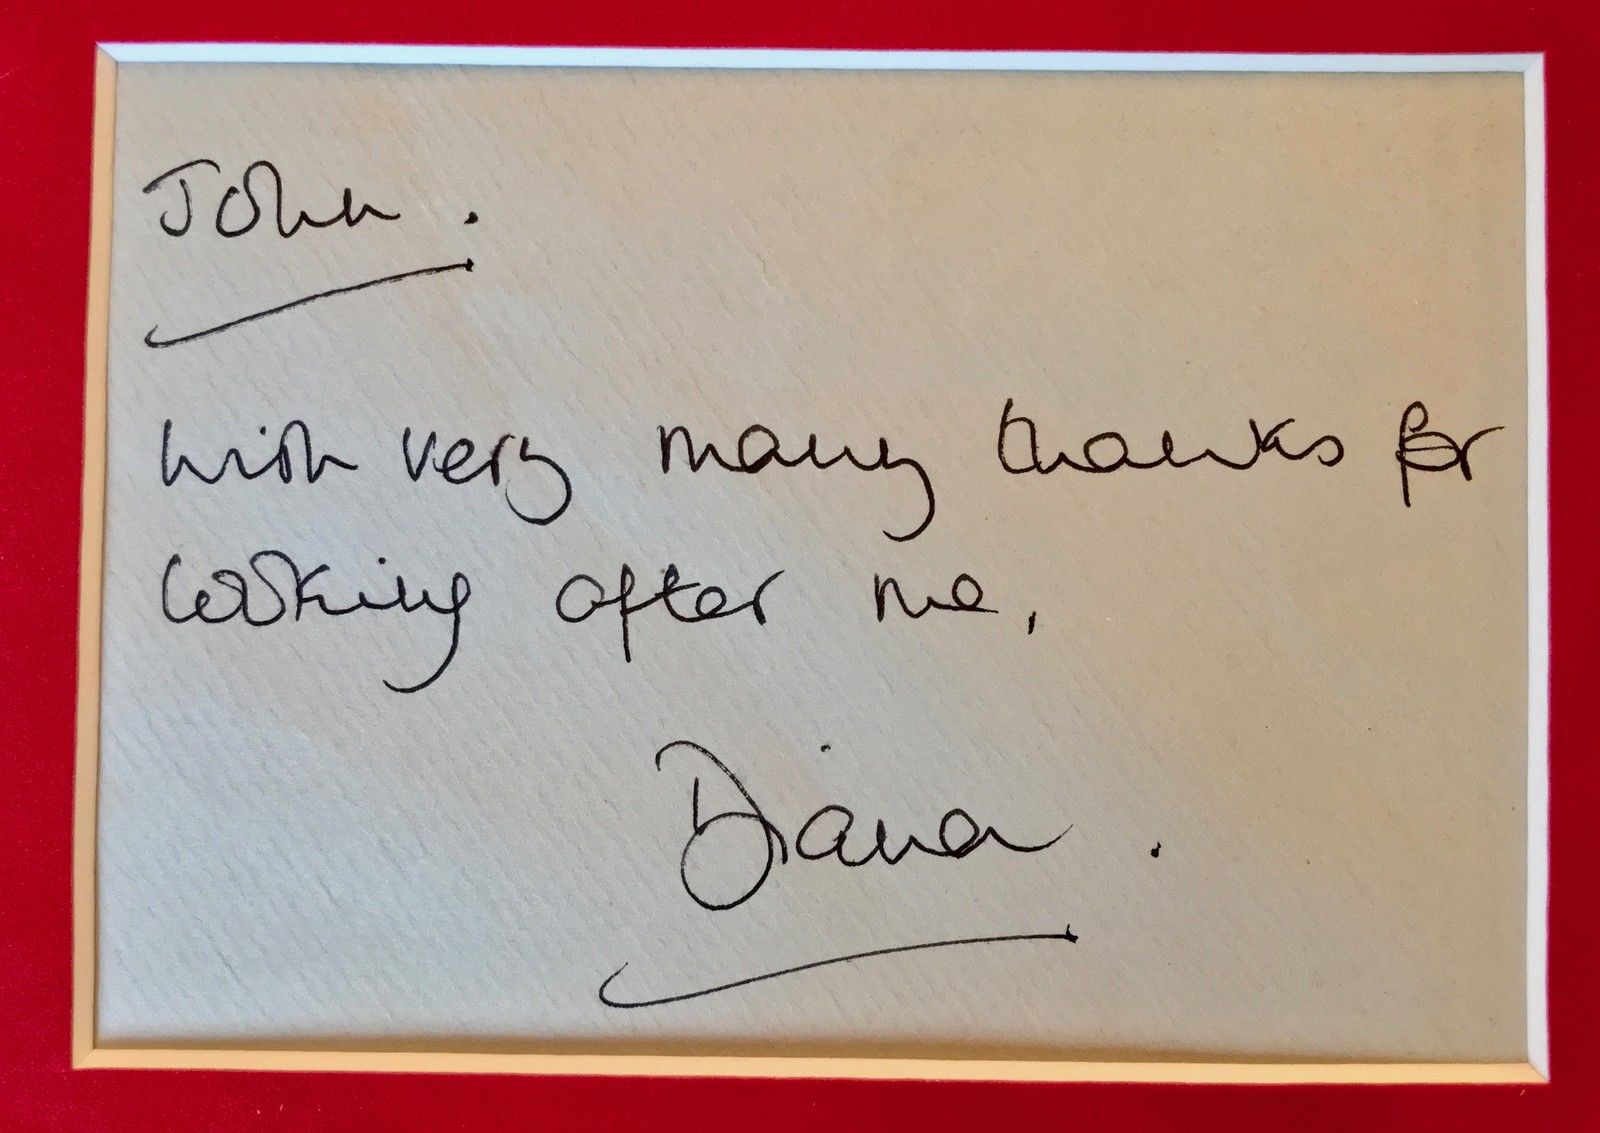 John.
with very many thanks for
looking after me,
Diana.